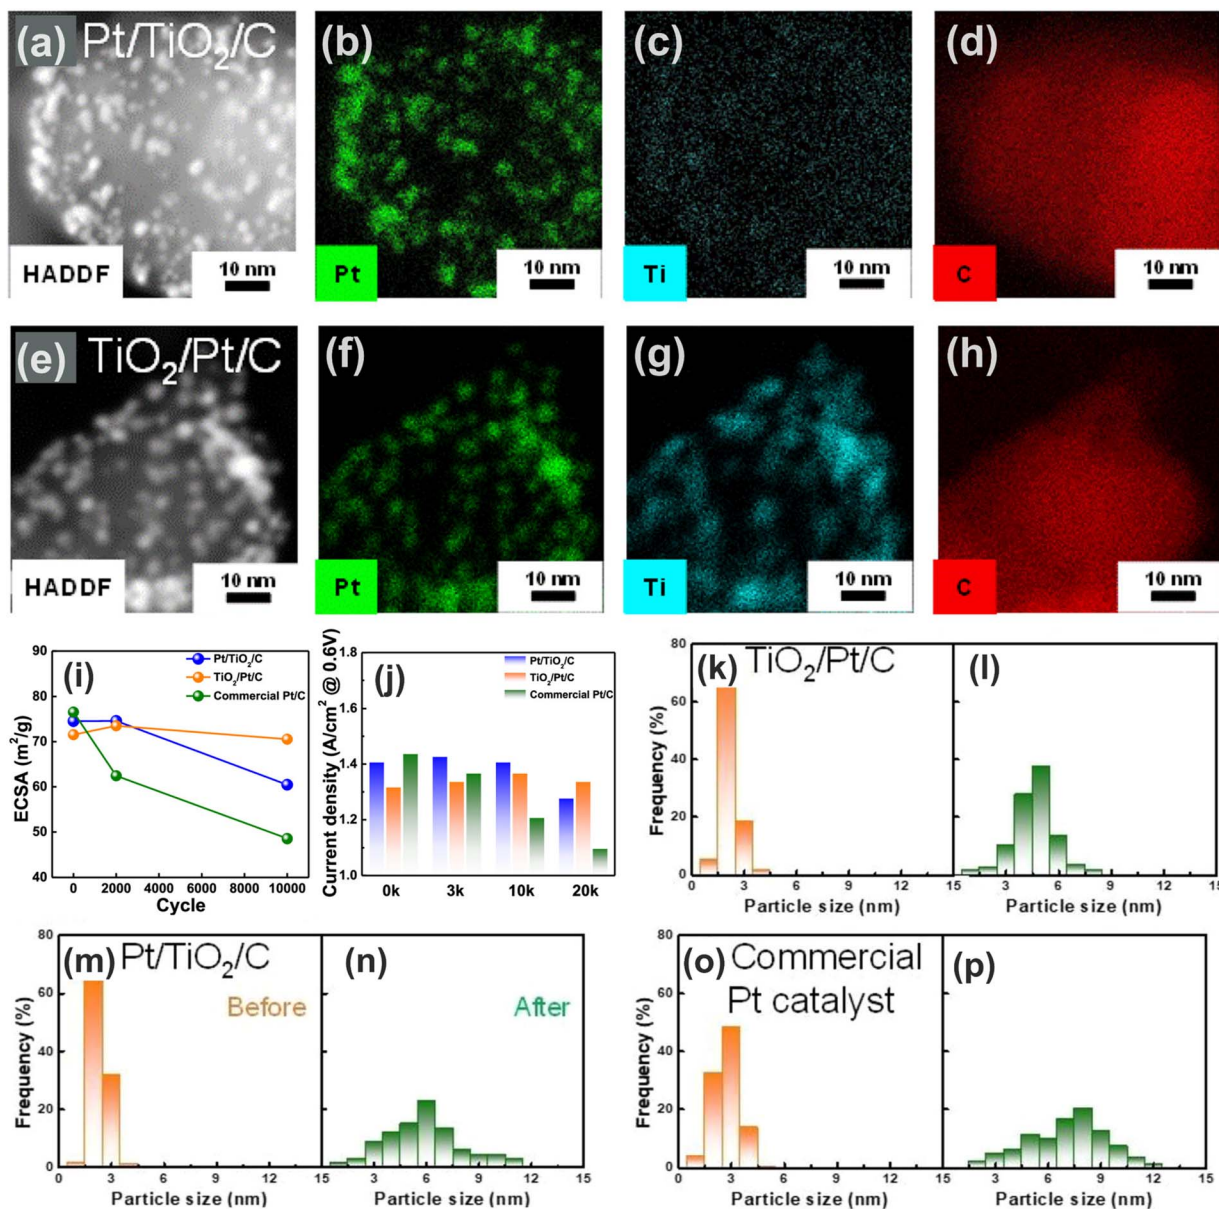 (a) Pt/TiO₂/C
HADDF
10 nm
(b)
Pt
10 nm
(c)
Ti
10 nm
(d)
C
10 nm
(e) TiO₂/Pt/C
HADDF
10 nm
(f)
Pt
10 nm
(g)
Ti
10 nm
(h)
C
10 nm
(i)
Pt/TiO₂/C
TiO₂/Pt/C
Commercial Pt/C
ECSA (m²/g)
90
80
70
60
50
40
0 2000 4000 6000 8000 10000
Cycle
(j)
Pt/TiO₂/C
TiO₂/Pt/C
Commercial Pt/C
Current density (A/cm² @ 0.6V)
1.8
1.6
1.4
1.2
1.0
0k 3k 10k 20k
(k) TiO₂/Pt/C
Frequency (%)
80
60
40
20
0
0 3 6 9 12 15
Particle size (nm)
(l)
3 6 9 12 15
Particle size (nm)
(m) Pt/TiO₂/C
Before
Frequency (%)
80
60
40
20
0
0 3 6 9 12 15
Particle size (nm)
(n)
After
3 6 9 12 15
Particle size (nm)
(o) Commercial
Pt catalyst
Frequency (%)
80
60
40
20
0
0 3 6 9 12 15
Particle size (nm)
(p)
3 6 9 12 15
Particle size (nm)